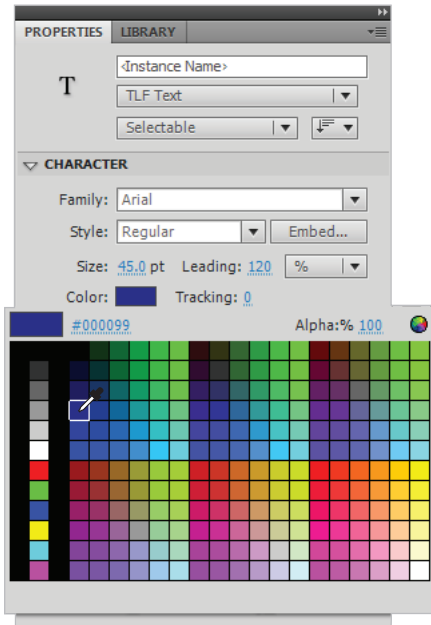 PROPERTIES LIBRARY
T <Instance Name>
TLF Text
Selectable
CHARACTER
Family: Arial
Style: Regular Embed...
Size: 45.0 pt Leading: 120 %
Color: Tracking: 0
#000099 Alpha:% 100